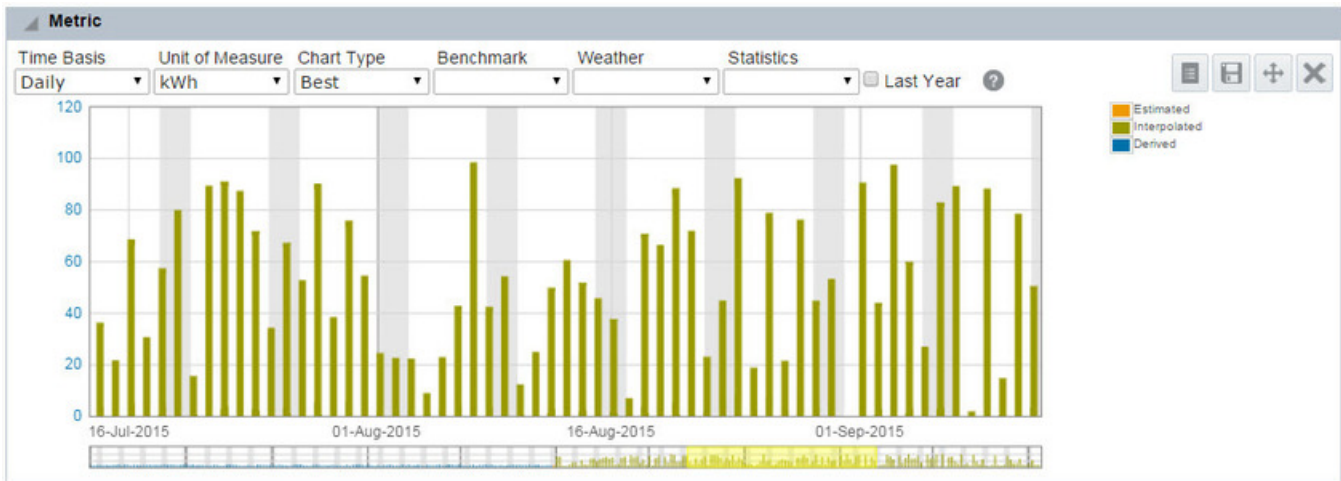 Metric
Time Basis Unit of Measure Chart Type Benchmark Weather Statistics
Daily kWh Best Last Year ?
Estimated
Interpolated
Derived
120
100
80
60
40
20
0
16-Jul-2015 01-Aug-2015 16-Aug-2015 01-Sep-2015